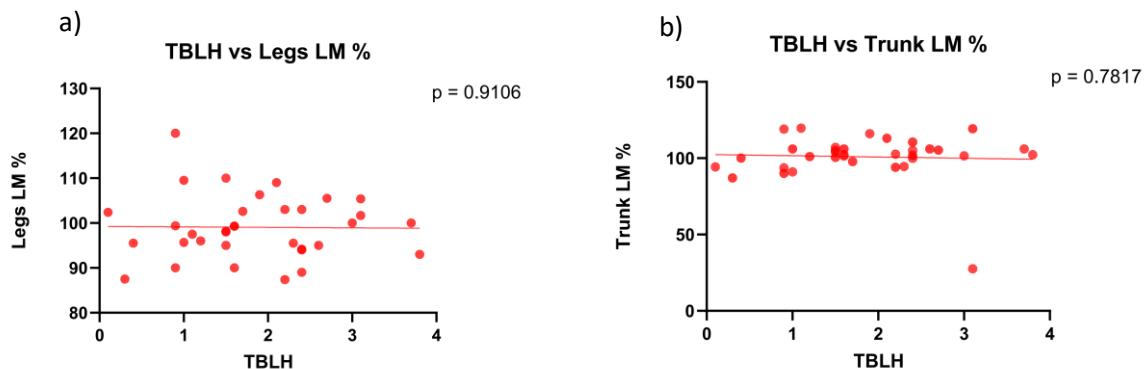 a)
TBLH vs Legs LM %
p = 0.9106
130
120
110
100
90
80
Legs LM %
0 1 2 3 4
TBLH
b)
TBLH vs Trunk LM %
p = 0.7817
150
100
50
0
Trunk LM %
0 1 2 3 4
TBLH